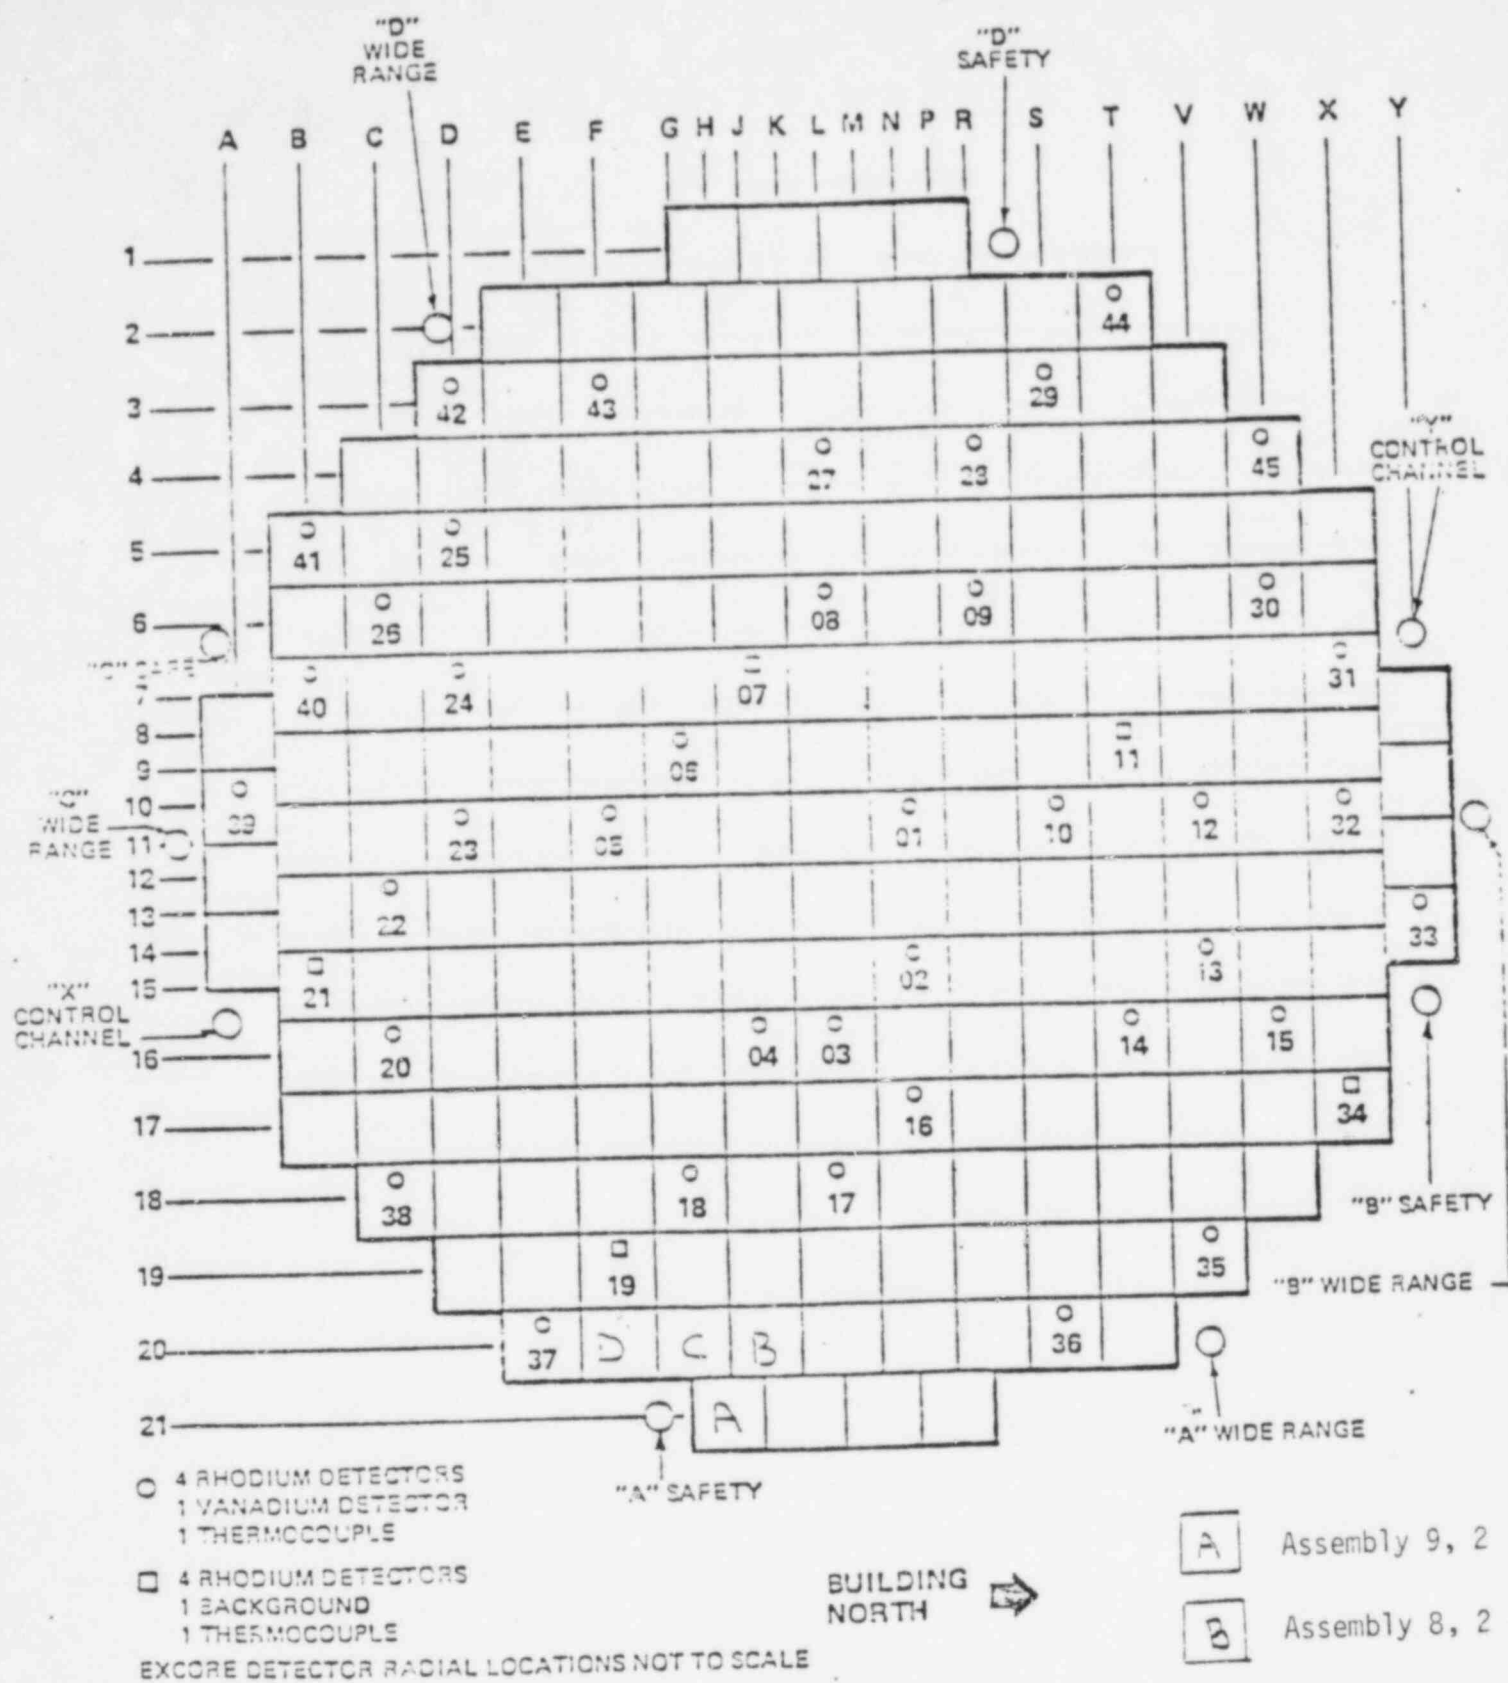 "D"
WIDE
RANGE
"D"
SAFETY
A B C D E F G H J K L M N P R S T V W X Y
1
2
44
3
42 43 29
4
27 28 45
CONTROL
CHANNEL
5
41 25
6
26 08 09 30
7
40 24 07 31
8
06 11
9
10
39 23 05 01 10 12 32
"C"
WIDE
RANGE
11
12
22
13
33
14
21 02 13
15
"X"
CONTROL
CHANNEL
16
20 04 03 14 15
17
16 34
18
38 18 17
"B" SAFETY
19
19 35
"B" WIDE RANGE
20
37 D C B 36
21
A
"A" WIDE RANGE
"A" SAFETY
4 RHODIUM DETECTORS
1 VANADIUM DETECTOR
1 THERMOCOUPLE
4 RHODIUM DETECTORS
1 BACKGROUND
1 THERMOCOUPLE
BUILDING
NORTH
A Assembly 9, 2
B Assembly 8, 2
EXCORE DETECTOR RADIAL LOCATIONS NOT TO SCALE